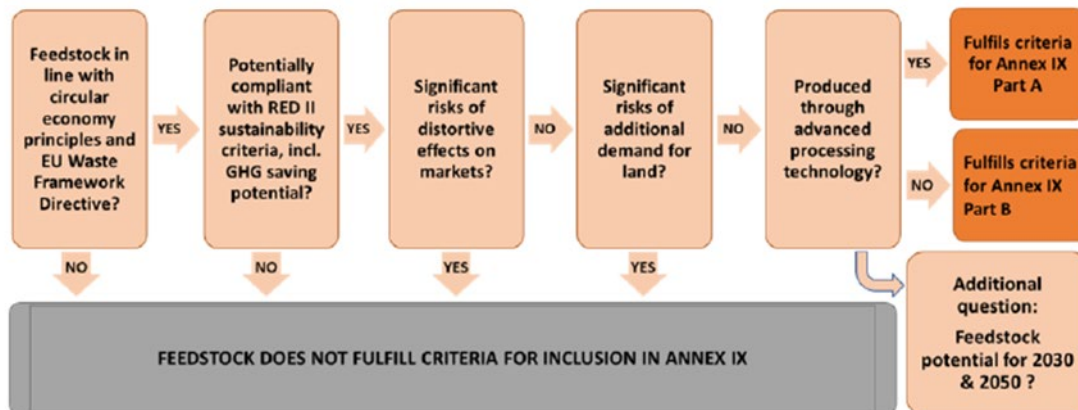 Feedstock in
line with
circular
economy
principles and
EU Waste
Framework
Directive?
YES
Potentially
compliant
with RED II
sustainability
criteria, incl.
GHG saving
potential?
YES
Significant
risks of
distortive
effects on
markets?
NO
Significant
risks of
additional
demand for
land?
NO
Produced
through
advanced
processing
technology?
YES
Fulfils criteria
for Annex IX
Part A
NO
Fulfills criteria
for Annex IX
Part B
NO
NO
YES
YES
FEEDSTOCK DOES NOT FULFILL CRITERIA FOR INCLUSION IN ANNEX IX
Additional
question:
Feedstock
potential for 2030
& 2050 ?